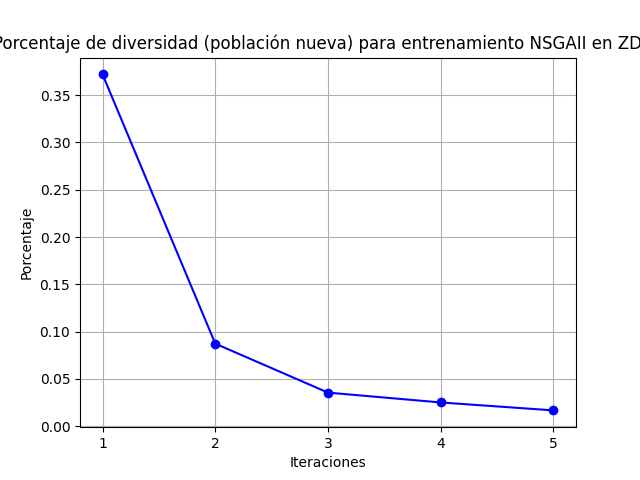 Porcentaje de diversidad (población nueva) para entrenamiento NSGAII en ZD
0.35
0.30
0.25
0.20
0.15
0.10
0.05
0.00
Porcentaje
1 2 3 4 5
Iteraciones